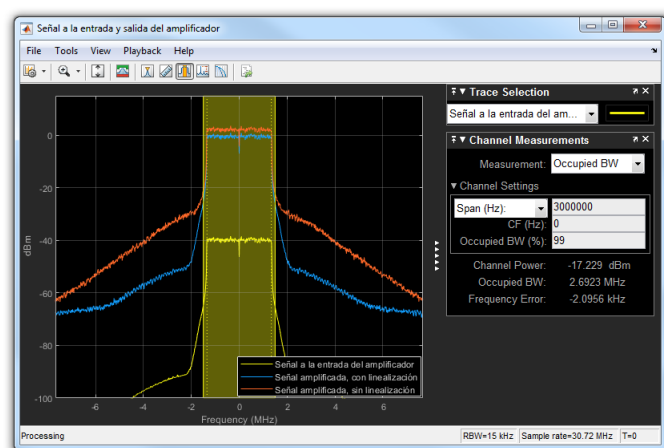 Señal a la entrada y salida del amplificador
File Tools View Playback Help
Trace Selection
Señal a la entrada del am...
Channel Measurements
Measurement: Occupied BW
Channel Settings
Span (Hz): 3000000
CF (Hz): 0
Occupied BW (%): 99
Channel Power: -17.229 dBm
Occupied BW: 2.6923 MHz
Frequency Error: -2.0956 kHz
0
-20
-40
-60
-80
-100
dBm
-6 -4 -2 0 2 4 6
Frequency (MHz)
Señal a la entrada del amplificador
Señal amplificada, con linealización
Señal amplificada, sin linealización
Processing RBW=15 kHz Sample rate=30.72 MHz T=0